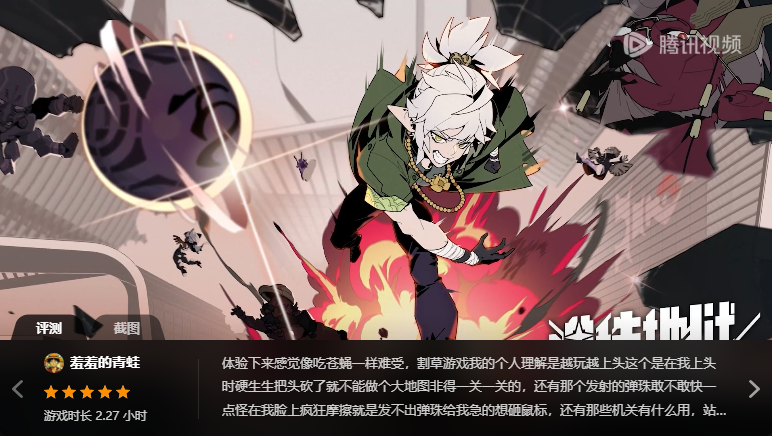 腾讯视频
评测
截图
羞羞的青蛙
游戏时长 2.27 小时
体验下来感觉像吃苍蝇一样难受，割草游戏我的个人理解是越玩越上头这个是在我上头
时硬生生把头砍了就不能做个大地图非得一关一关的，还有那个发射的弹珠敢不敢快一
点怪在我脸上疯狂摩擦就是发不出弹珠给我急的想砸鼠标，还有那些机关有什么用，站...